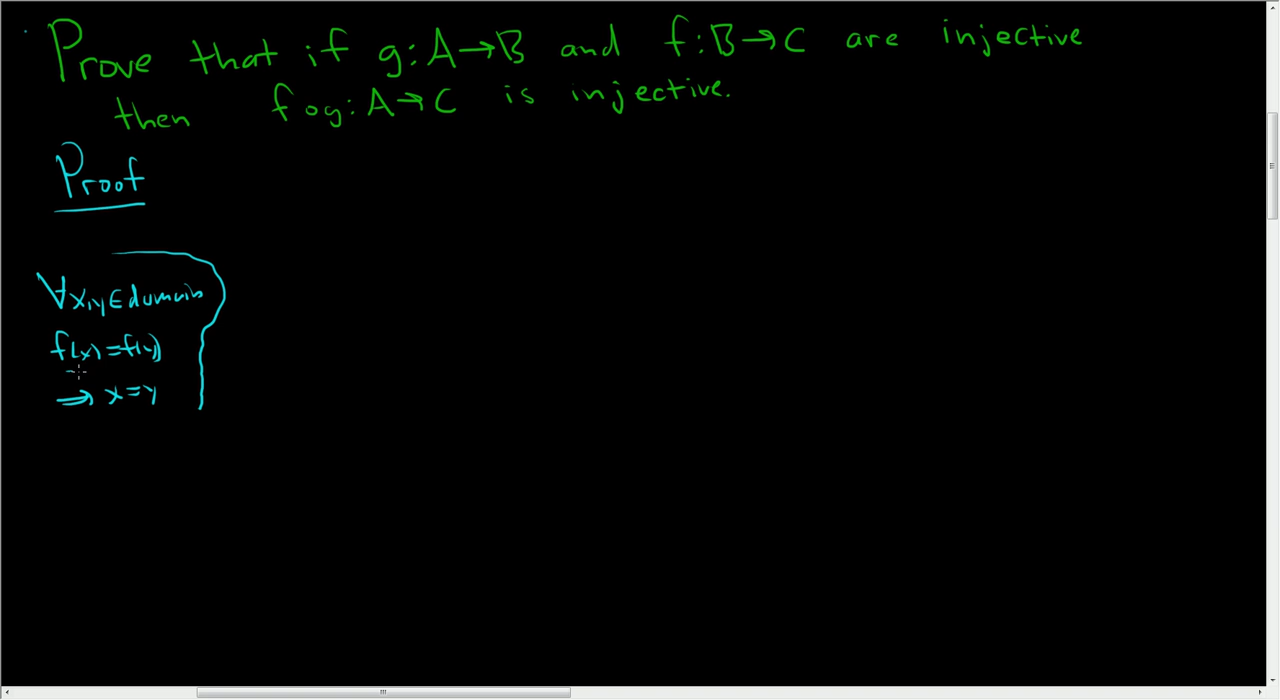 Prove that if g: A→B and f: B→C are injective
then f∘g: A→C is injective.
Proof
∀x,y∈domain
f(x)=f(y)
→ x=y